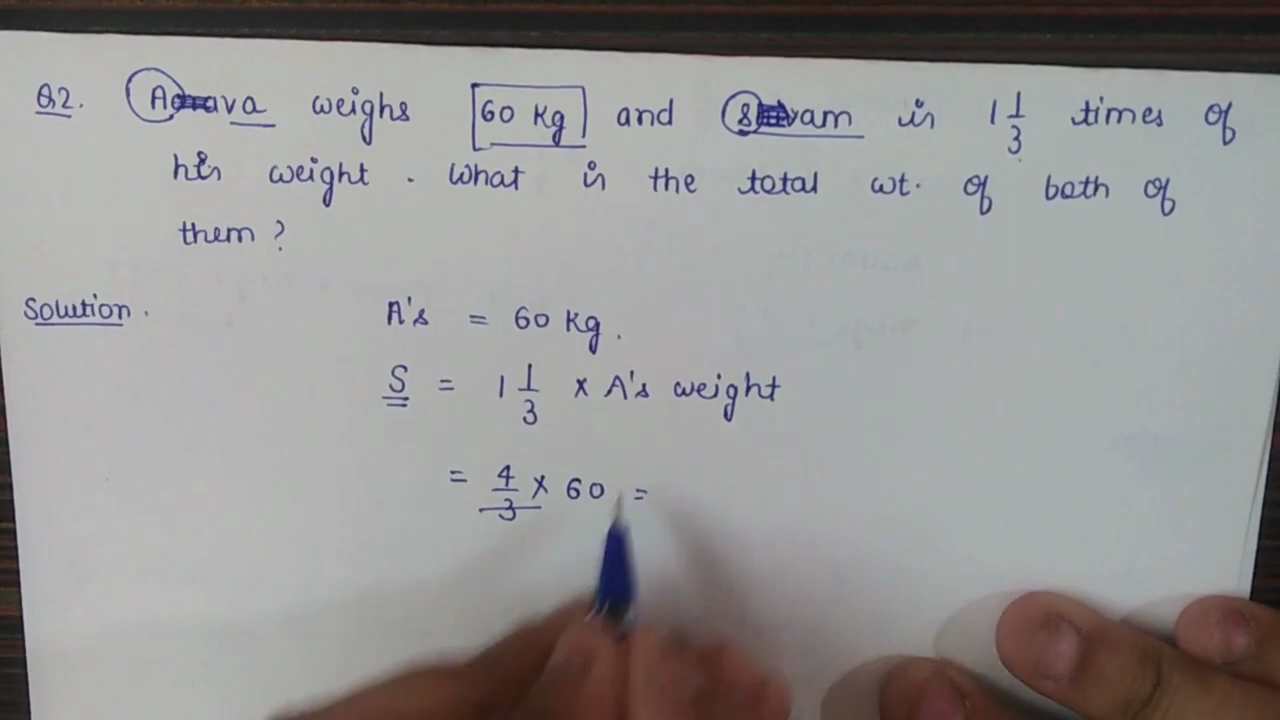 Q2. A va weighs 60 Kg and S vam is 1 1/3 times of
his weight. What is the total wt. of both of
them?
Solution.
A's = 60 Kg.
S = 1 1/3 × A's weight
= 4/3 × 60 =